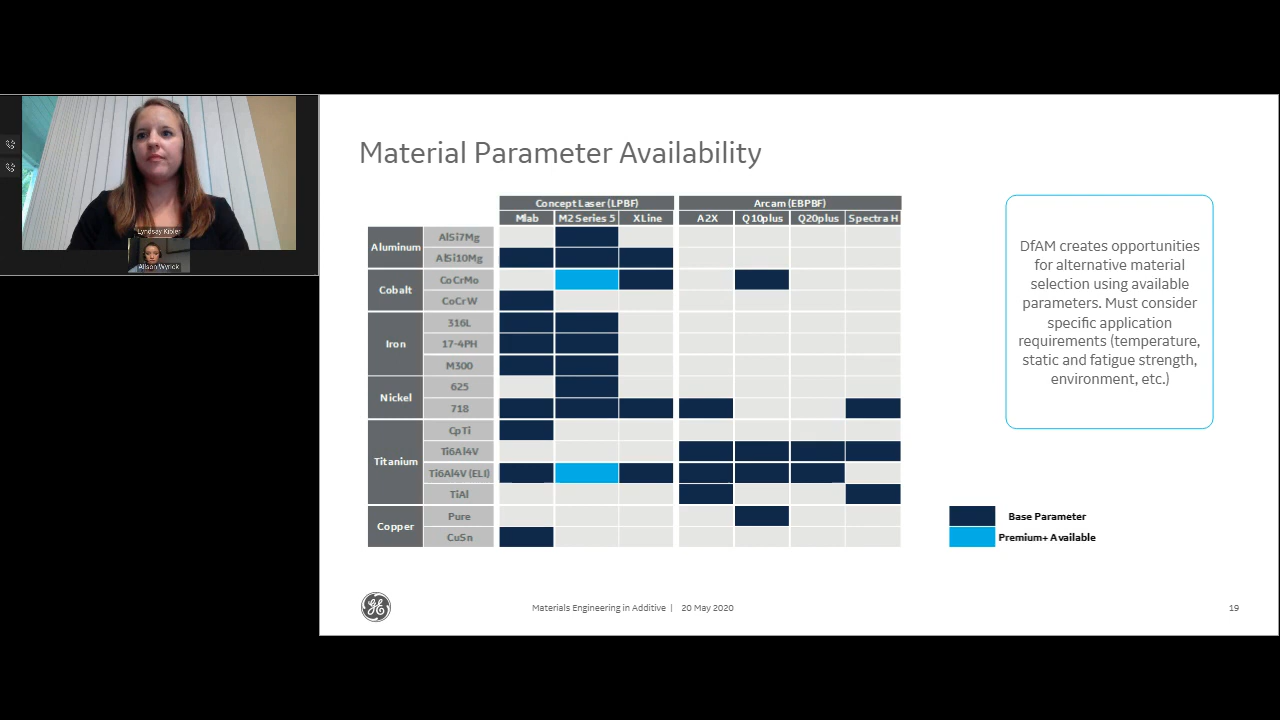 Lyndsay Kibler
Alison Wyrick
Material Parameter Availability
Concept Laser (LPBF)
Arcam (EBPBF)
Mlab
M2 Series 5
XLine
A2X
Q10plus
Q20plus
Spectra H
Aluminum
AlSi7Mg
AlSi10Mg
Cobalt
CoCrMo
CoCrW
Iron
316L
17-4PH
M300
Nickel
625
718
Titanium
CpTi
Ti6Al4V
Ti6Al4V (ELI)
TiAl
Copper
Pure
CuSn
DfAM creates opportunities
for alternative material
selection using available
parameters. Must consider
specific application
requirements (temperature,
static and fatigue strength,
environment, etc.)
Base Parameter
Premium+ Available
Materials Engineering in Additive | 20 May 2020
19